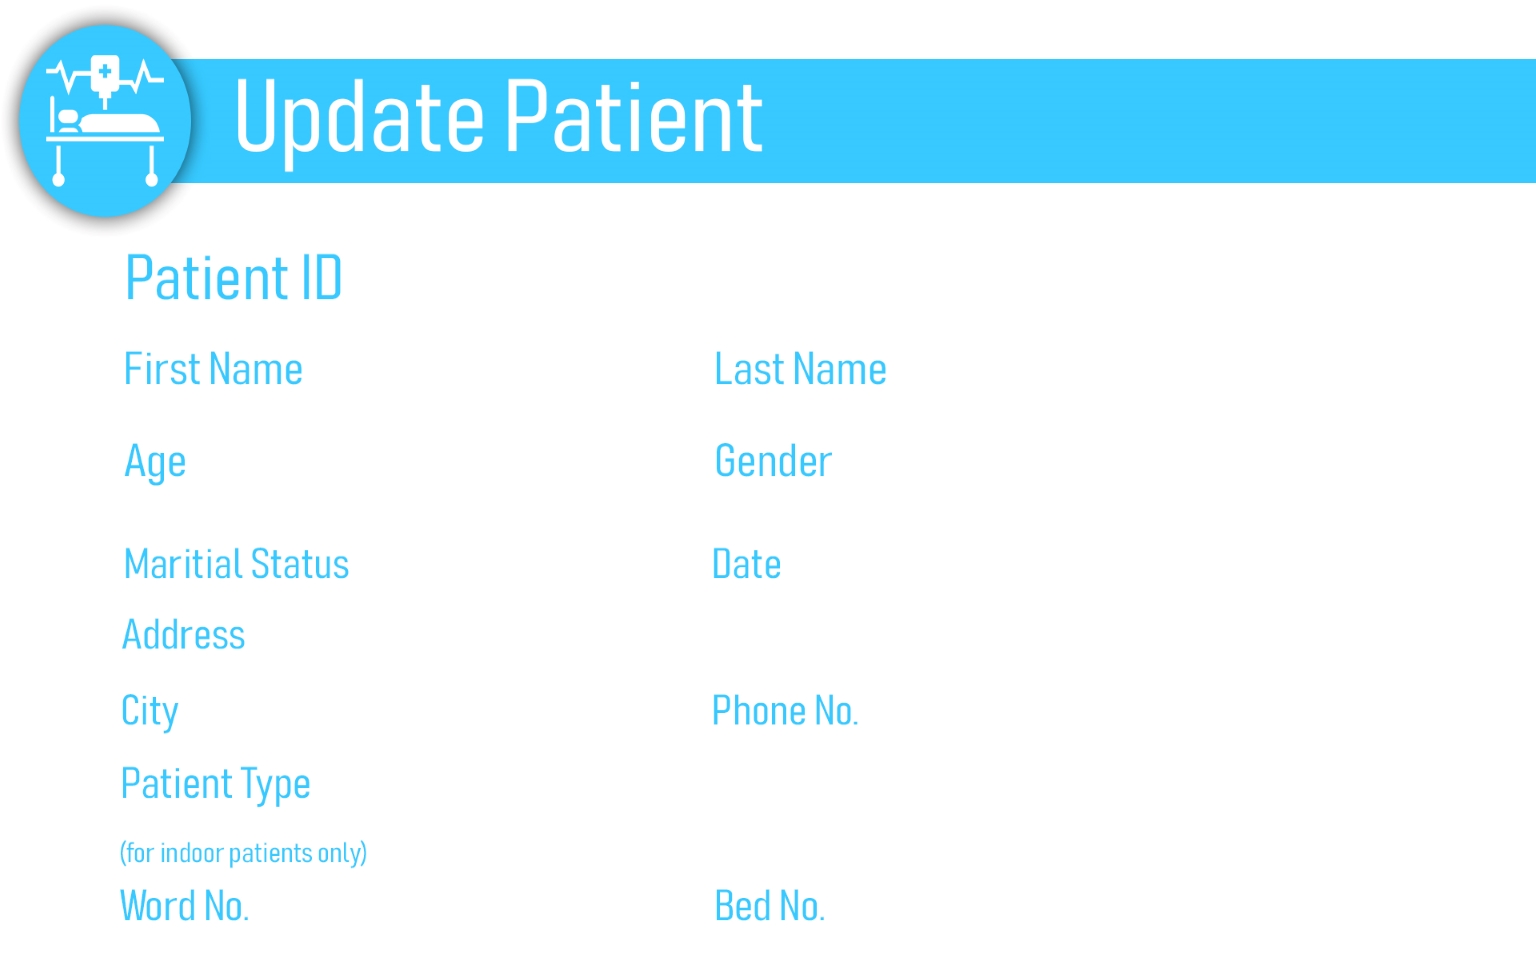 Update Patient
Patient ID
First Name
Last Name
Age
Gender
Maritial Status
Date
Address
City
Phone No.
Patient Type
(for indoor patients only)
Word No.
Bed No.